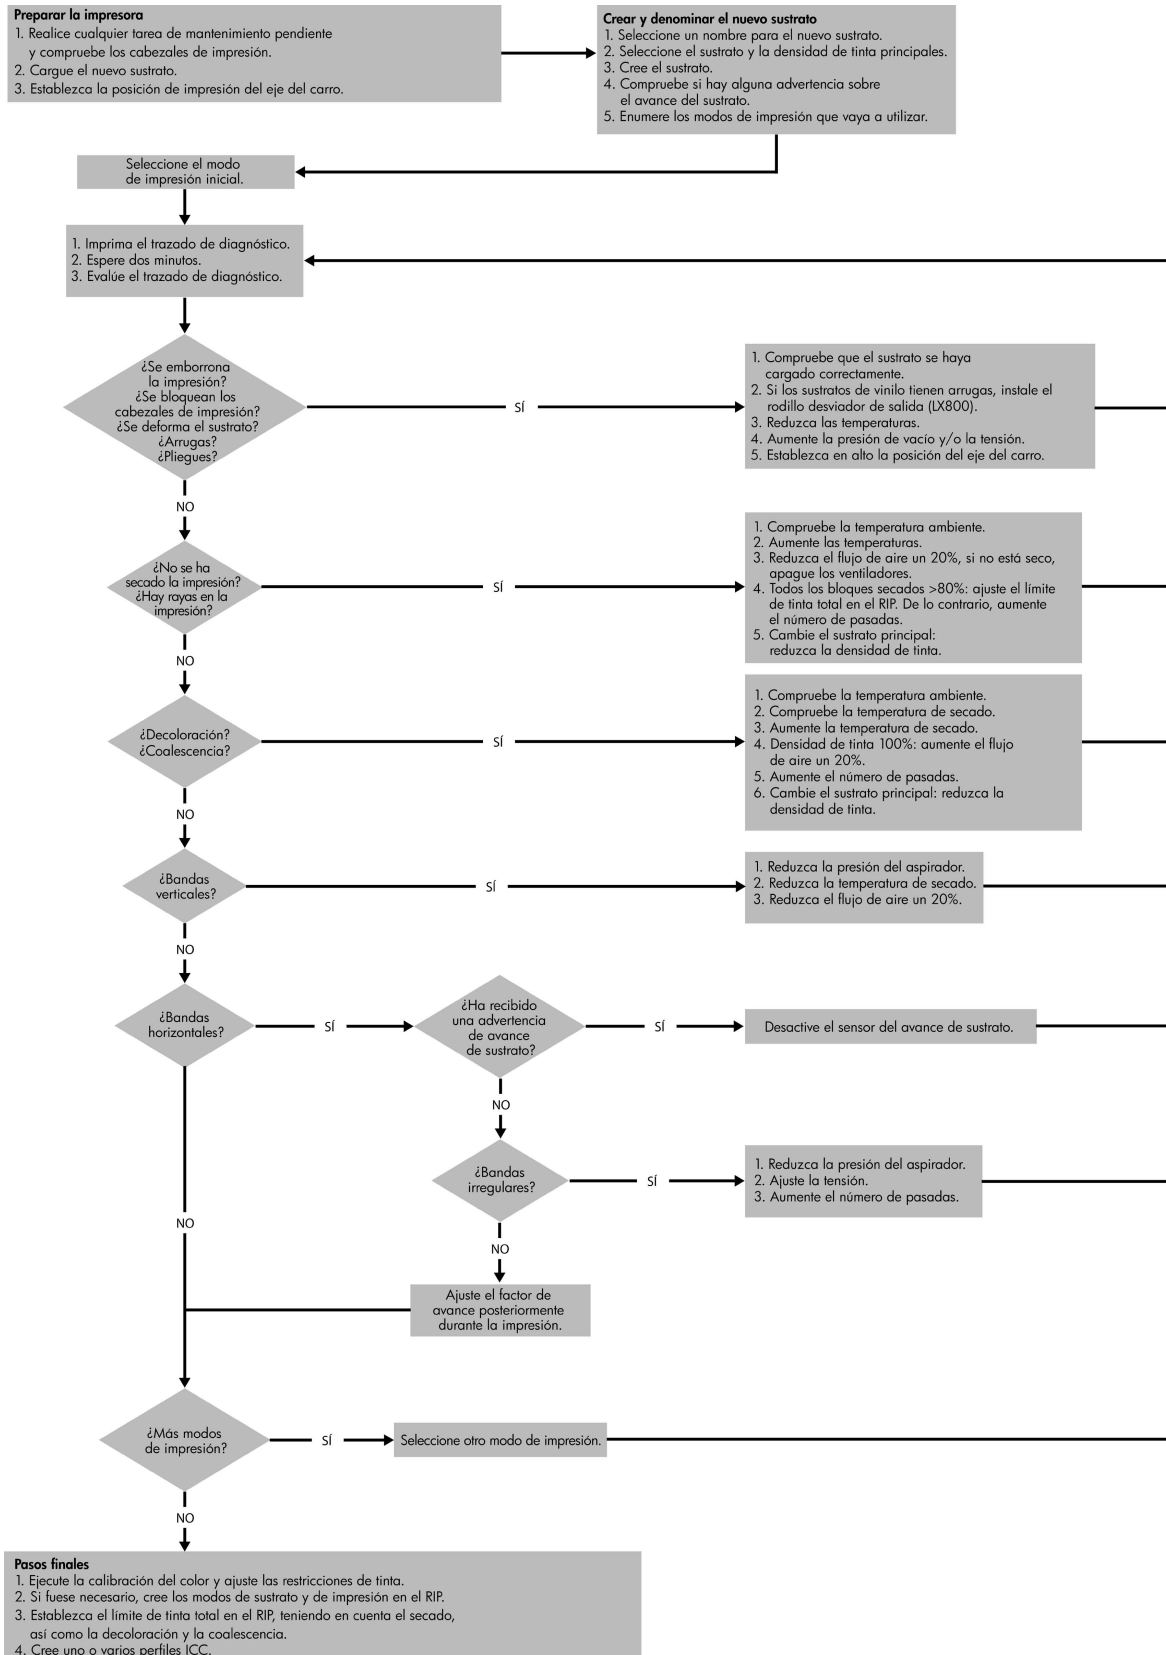 Preparar la impresora
1. Realice cualquier tarea de mantenimiento pendiente
y compruebe los cabezales de impresión.
2. Cargue el nuevo sustrato.
3. Establezca la posición de impresión del eje del carro.
Crear y denominar el nuevo sustrato
1. Seleccione un nombre para el nuevo sustrato.
2. Seleccione el sustrato y la densidad de tinta principales.
3. Cree el sustrato.
4. Compruebe si hay alguna advertencia sobre
el avance del sustrato.
5. Enumere los modos de impresión que vaya a utilizar.
Seleccione el modo
de impresión inicial.
1. Imprima el trazado de diagnóstico.
2. Espere dos minutos.
3. Evalúe el trazado de diagnóstico.
¿Se emborrona
la impresión?
¿Se bloquean los
cabezales de impresión?
¿Se deforma el sustrato?
¿Arrugas?
¿Pliegues?
SÍ
1. Compruebe que el sustrato se haya
cargado correctamente.
2. Si los sustratos de vinilo tienen arrugas, instale el
rodillo desviador de salida (LX800).
3. Reduzca las temperaturas.
4. Aumente la presión de vacío y/o la tensión.
5. Establezca en alto la posición del eje del carro.
NO
¿No se ha
secado la impresión?
¿Hay rayas en la
impresión?
SÍ
1. Compruebe la temperatura ambiente.
2. Aumente las temperaturas.
3. Reduzca el flujo de aire un 20%, si no está seco,
apague los ventiladores.
4. Todos los bloques secados >80%: ajuste el límite
de tinta total en el RIP. De lo contrario, aumente
el número de pasadas.
5. Cambie el sustrato principal:
reduzca la densidad de tinta.
NO
¿Decoloración?
¿Coalescencia?
SÍ
1. Compruebe la temperatura ambiente.
2. Compruebe la temperatura de secado.
3. Aumente la temperatura de secado.
4. Densidad de tinta 100%: aumente el flujo
de aire un 20%.
5. Aumente el número de pasadas.
6. Cambie el sustrato principal: reduzca la
densidad de tinta.
NO
¿Bandas
verticales?
SÍ
1. Reduzca la presión del aspirador.
2. Reduzca la temperatura de secado.
3. Reduzca el flujo de aire un 20%.
NO
¿Bandas
horizontales?
SÍ
¿Ha recibido
una advertencia
de avance
de sustrato?
SÍ
Desactive el sensor del avance de sustrato.
NO
¿Bandas
irregulares?
SÍ
1. Reduzca la presión del aspirador.
2. Ajuste la tensión.
3. Aumente el número de pasadas.
NO
NO
Ajuste el factor de
avance posteriormente
durante la impresión.
¿Más modos
de impresión?
SÍ
Seleccione otro modo de impresión.
NO
Pasos finales
1. Ejecute la calibración del color y ajuste las restricciones de tinta.
2. Si fuese necesario, cree los modos de sustrato y de impresión en el RIP.
3. Establezca el límite de tinta total en el RIP, teniendo en cuenta el secado,
así como la decoloración y la coalescencia.
4. Cree uno o varios perfiles ICC.